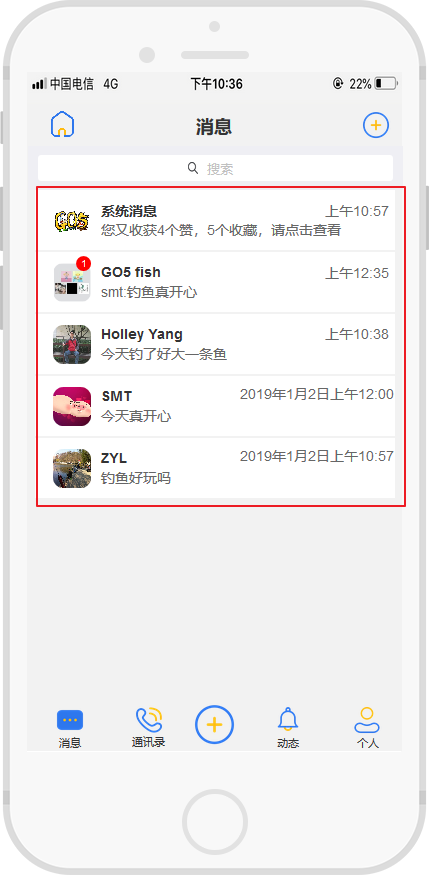 中国电信 4G 下午10:36 22%
消息
搜索
GO5
系统消息 上午10:57
您又收获4个赞，5个收藏，请点击查看
1
GO5 fish 上午12:35
smt:钓鱼真开心
Holley Yang 上午10:38
今天钓了好大一条鱼
SMT 2019年1月2日上午12:00
今天真开心
ZYL 2019年1月2日上午10:57
钓鱼好玩吗
消息 通讯录 动态 个人